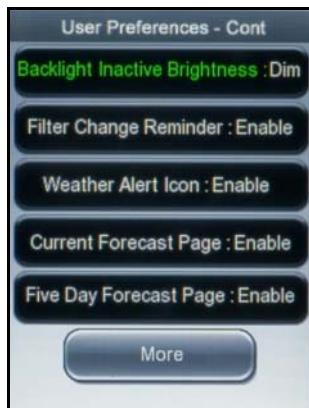 User Preferences - Cont
Backlight Inactive Brightness :Dim
Filter Change Reminder : Enable
Weather Alert Icon : Enable
Current Forecast Page : Enable
Five Day Forecast Page : Enable
More